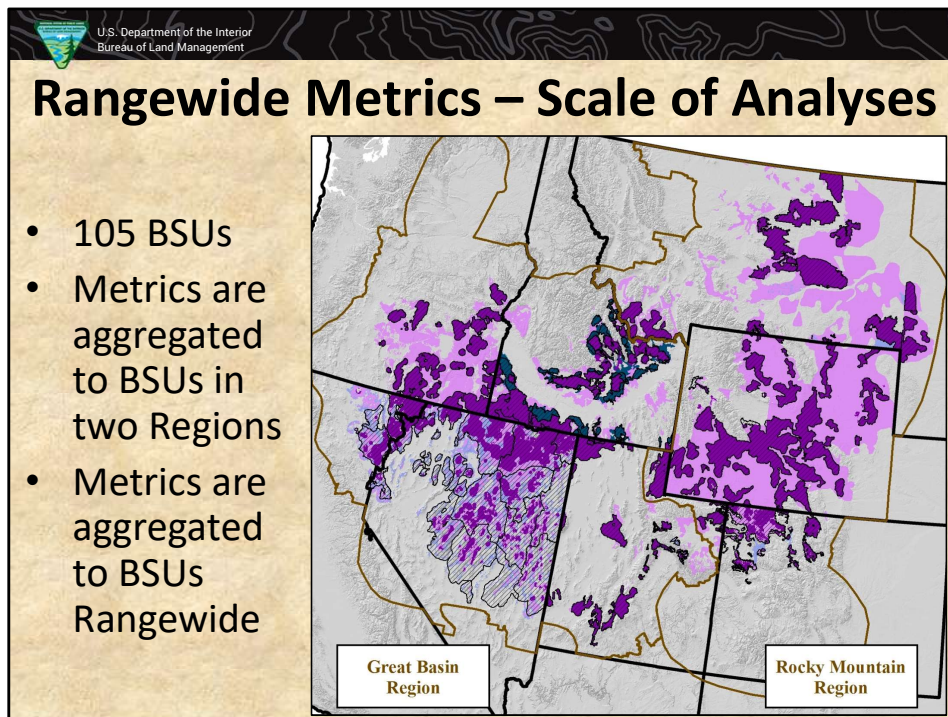 U.S. Department of the Interior
Bureau of Land Management
Rangewide Metrics – Scale of Analyses
• 105 BSUs
• Metrics are
aggregated
to BSUs in
two Regions
• Metrics are
aggregated
to BSUs
Rangewide
Great Basin
Region
Rocky Mountain
Region